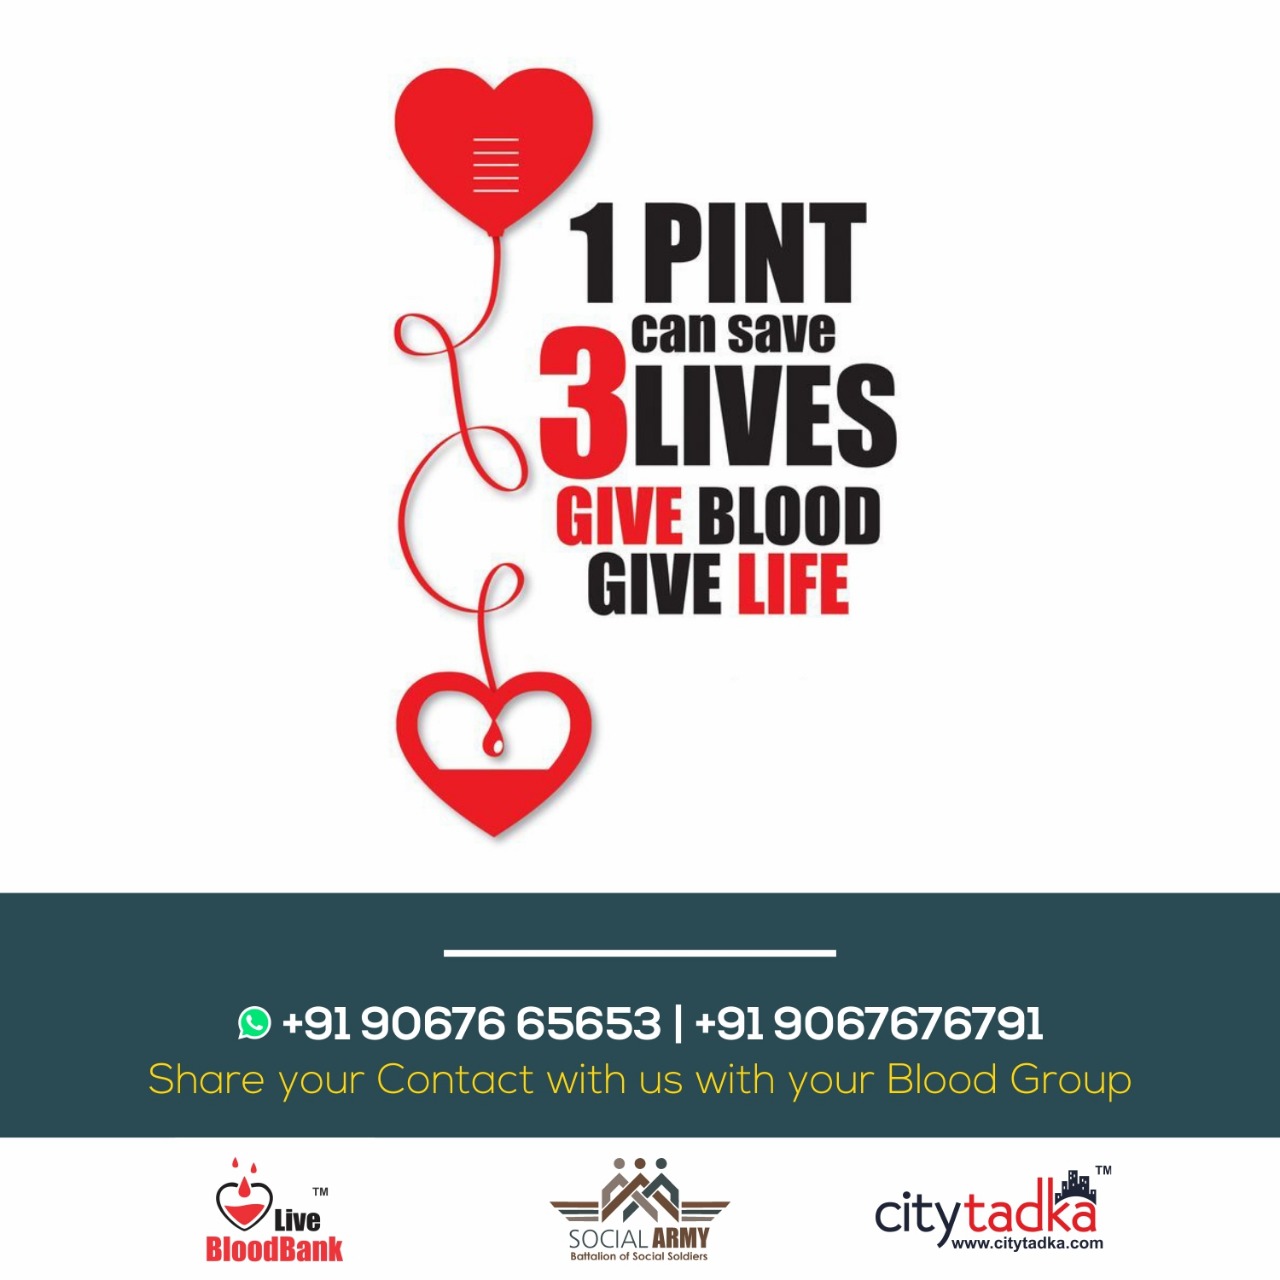 1 PINT
can save
3 LIVES
GIVE BLOOD
GIVE LIFE
+91 90676 65653 | +91 9067676791
Share your Contact with us with your Blood Group
Live TM
BloodBank
SOCIAL ARMY
Battalion of Social Soldiers
citytadka TM
www.citytadka.com